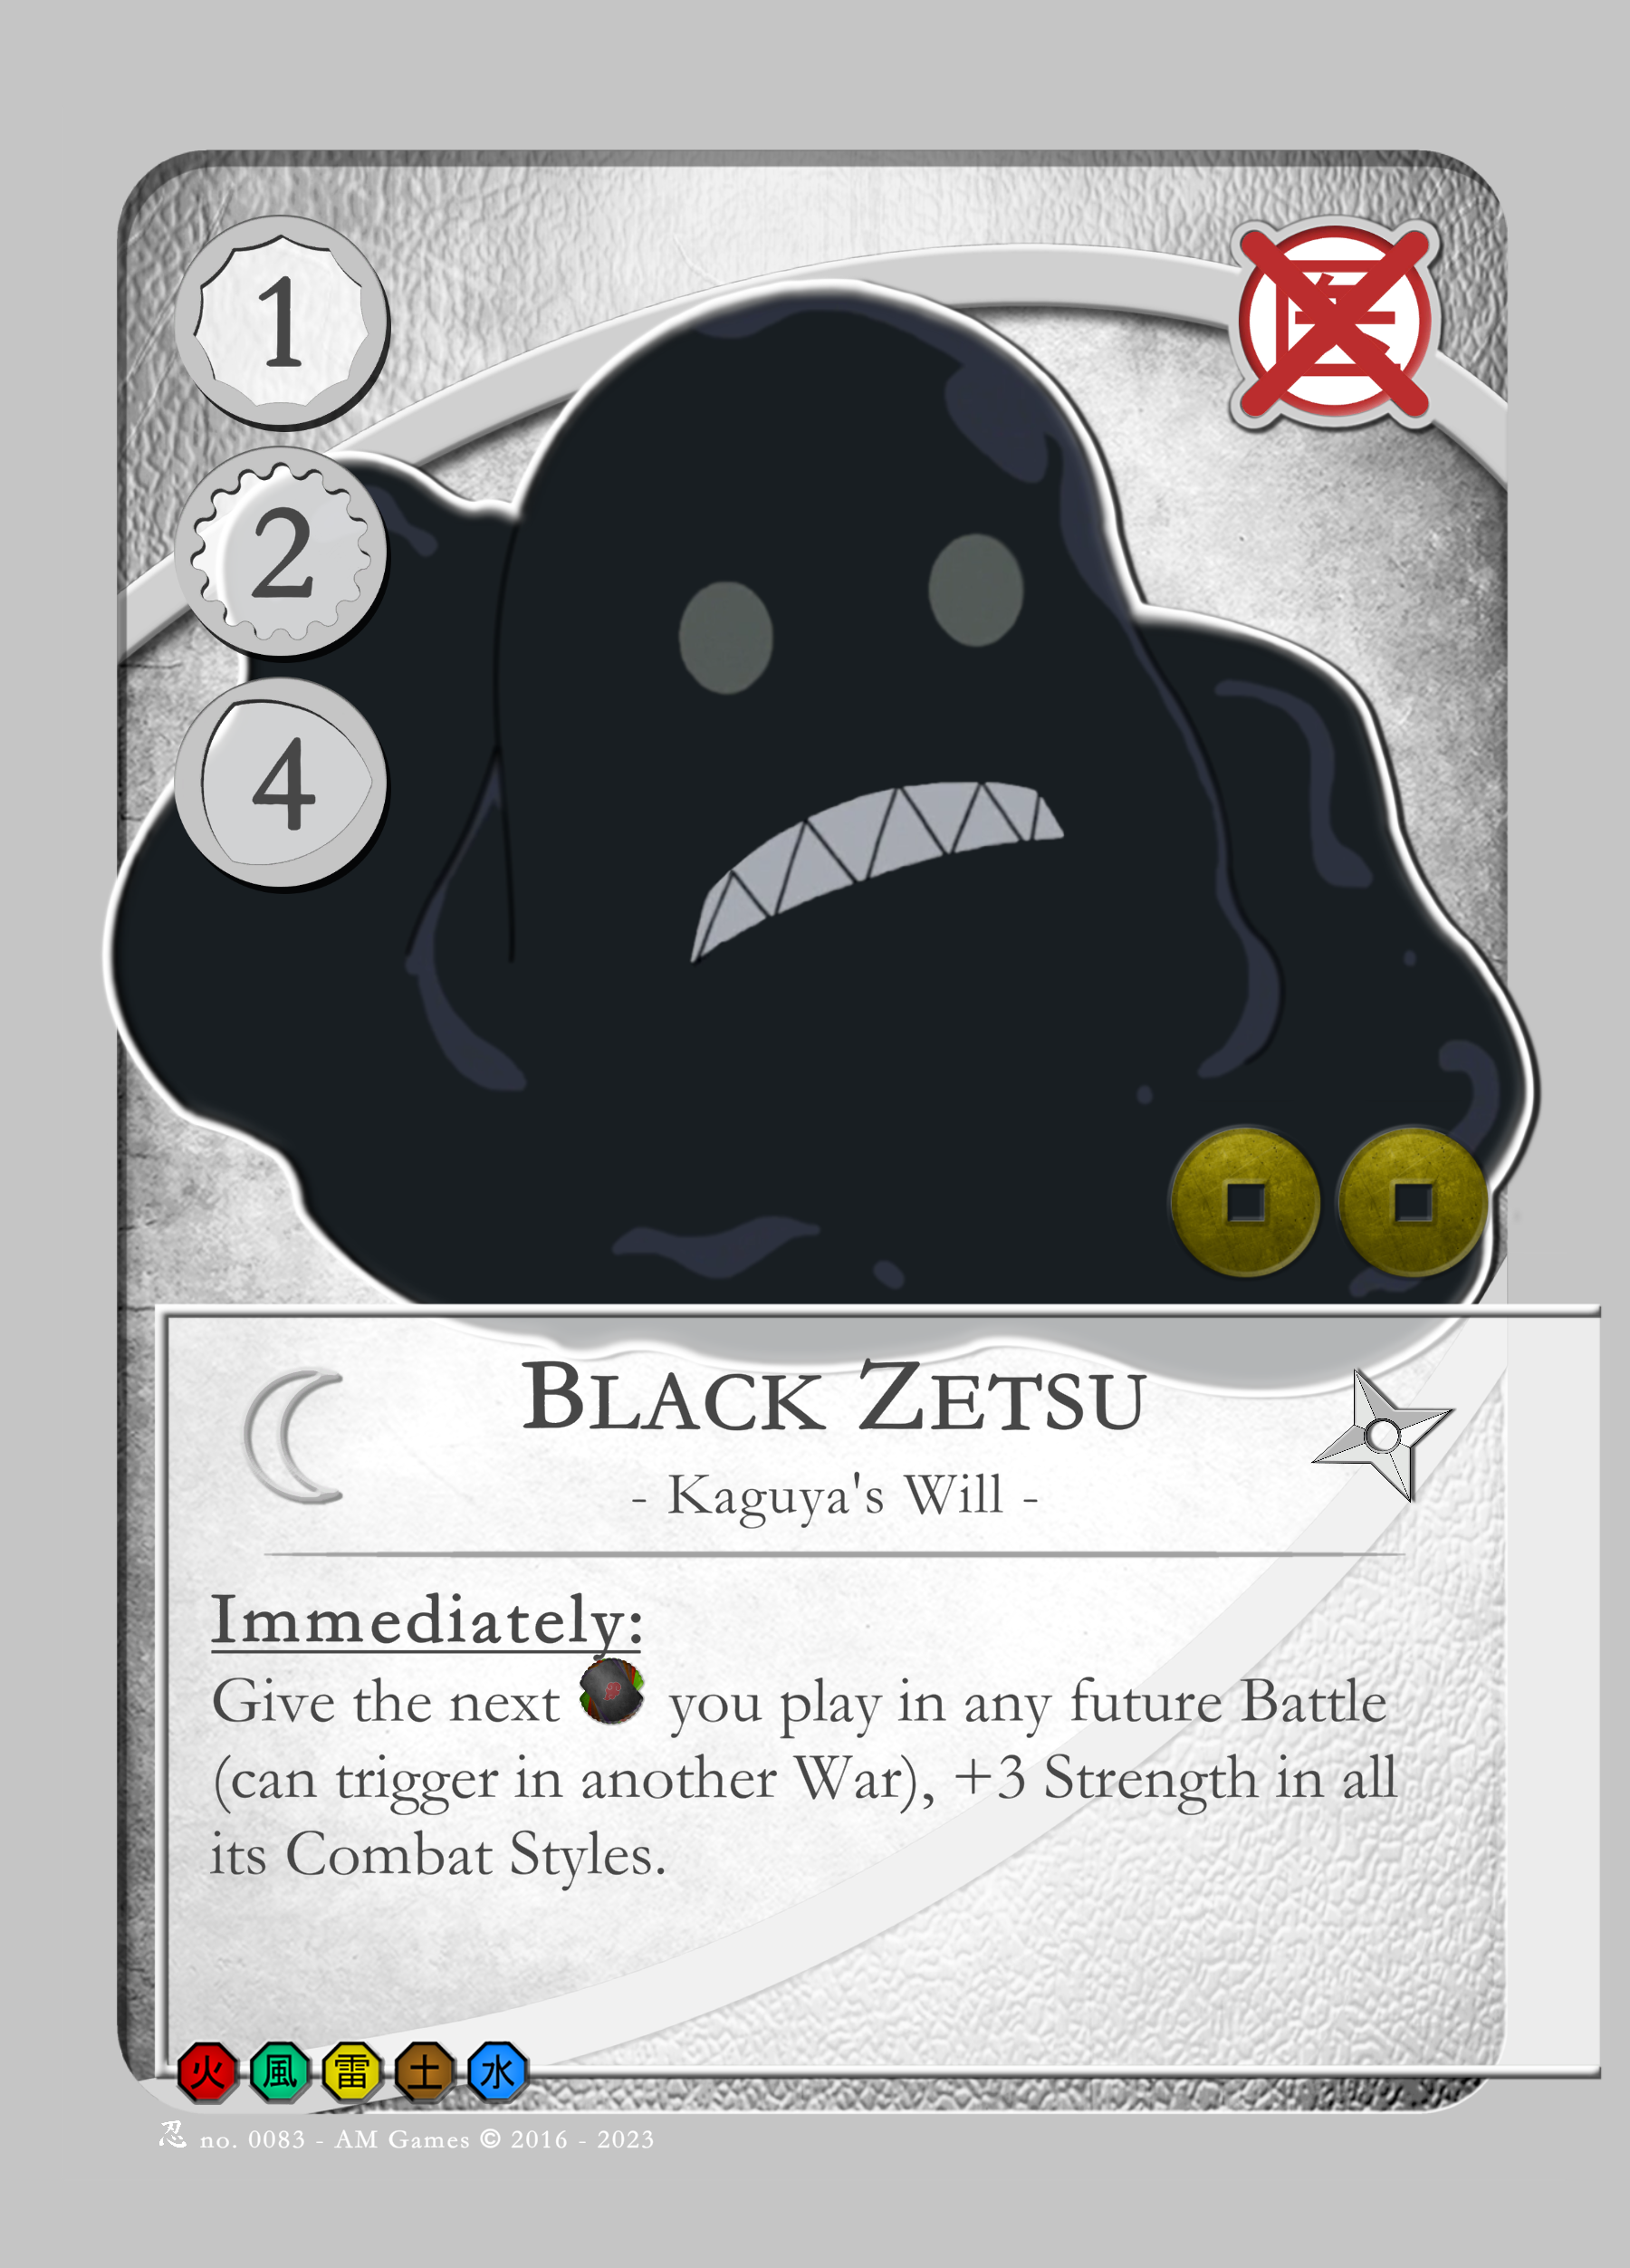 1
医
2
4
Black Zetsu
- Kaguya's Will -
Immediately:
Give the next you play in any future Battle
(can trigger in another War), +3 Strength in all
its Combat Styles.
火 風 雷 土 水
忍 no. 0083 - AM Games © 2016 - 2023